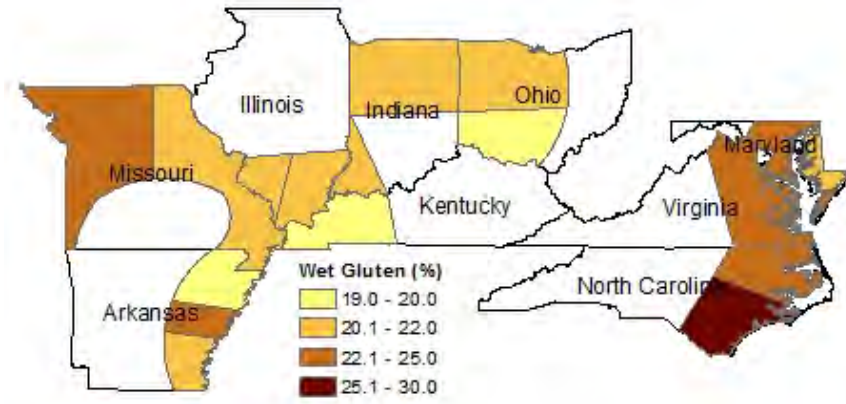 Illinois
Indiana
Ohio
Maryland
Missouri
Kentucky
Virginia
Wet Gluten (%)
19.0 - 20.0
20.1 - 22.0
22.1 - 25.0
25.1 - 30.0
North Carolin
Arkansas